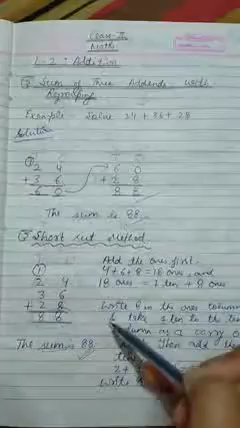 Class-II
Maths
L-2: Addition
Q Sum of Three Addends with
Regrouping
Example - Solve 24 + 36 + 28
Solution
①
2 4 6 0
+ 3 6 + 2 8
6 0 8 8
The sum is 88.
Q Short cut Method
Add the ones first.
① 4+6+8=18 ones, and
2 4 18 ones = 1 ten + 8 ones
3 6
+ 2 8 Write 8 in the ones column
8 8 & take 1 ten to the
column as a carry
The sum is 88. Then add the